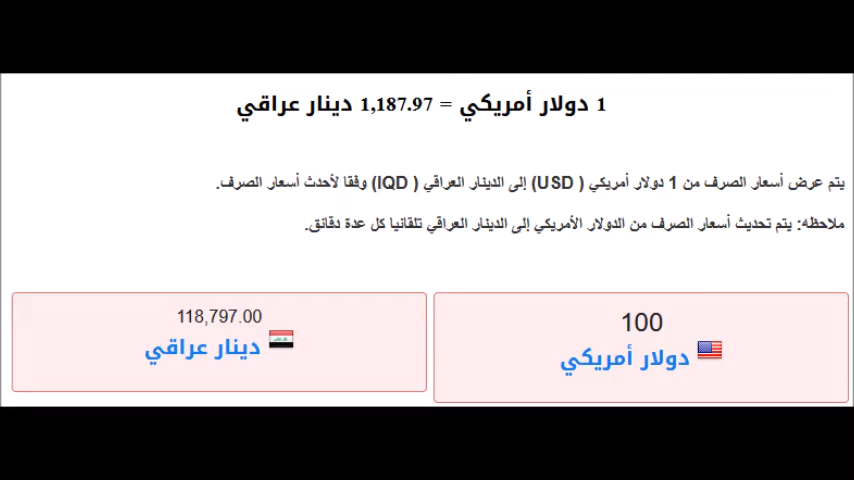 1 دولار أمريكي = 1,187.97 دينار عراقي
يتم عرض أسعار الصرف من 1 دولار أمريكي ( USD) إلى الدينار العراقي ( IQD) وفقا لأحدث أسعار الصرف.
ملاحظه: يتم تحديث أسعار الصرف من الدولار الأمريكي إلى الدينار العراقي تلقانيا كل عدة دقائق.
100
دولار أمريكي
118,797.00
دينار عراقي